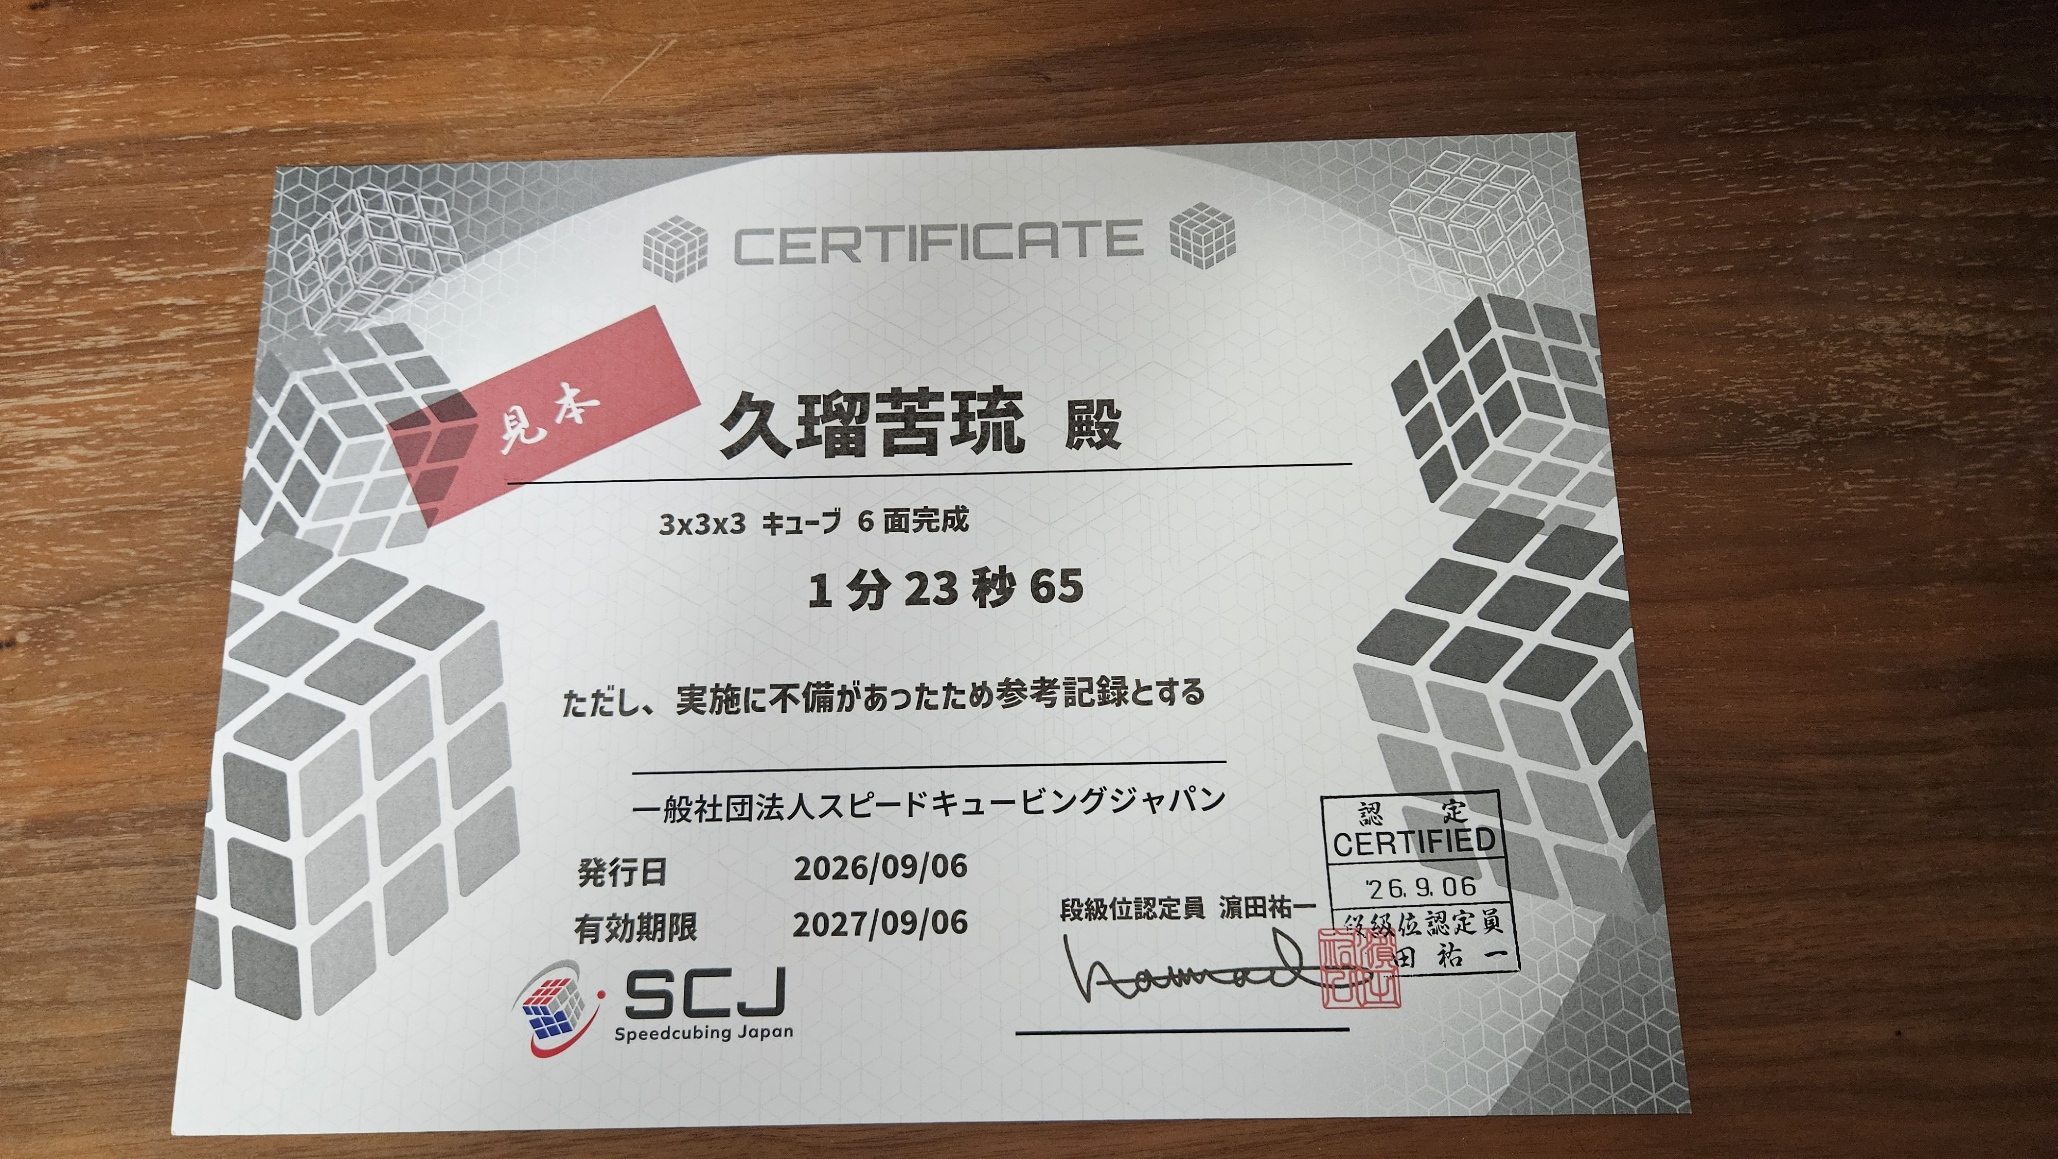 CERTIFICATE
見本
久瑠苦琉 殿
3x3x3 キューブ 6 面完成
1 分 23 秒 65
ただし、実施に不備があったため参考記録とする
一般社団法人スピードキュービングジャパン
発行日 2026/09/06
有効期限 2027/09/06
段級位認定員 濵田祐一
認 定
CERTIFIED
'26.9.06
段級位認定員
田 祐 一
SCJ
Speedcubing Japan